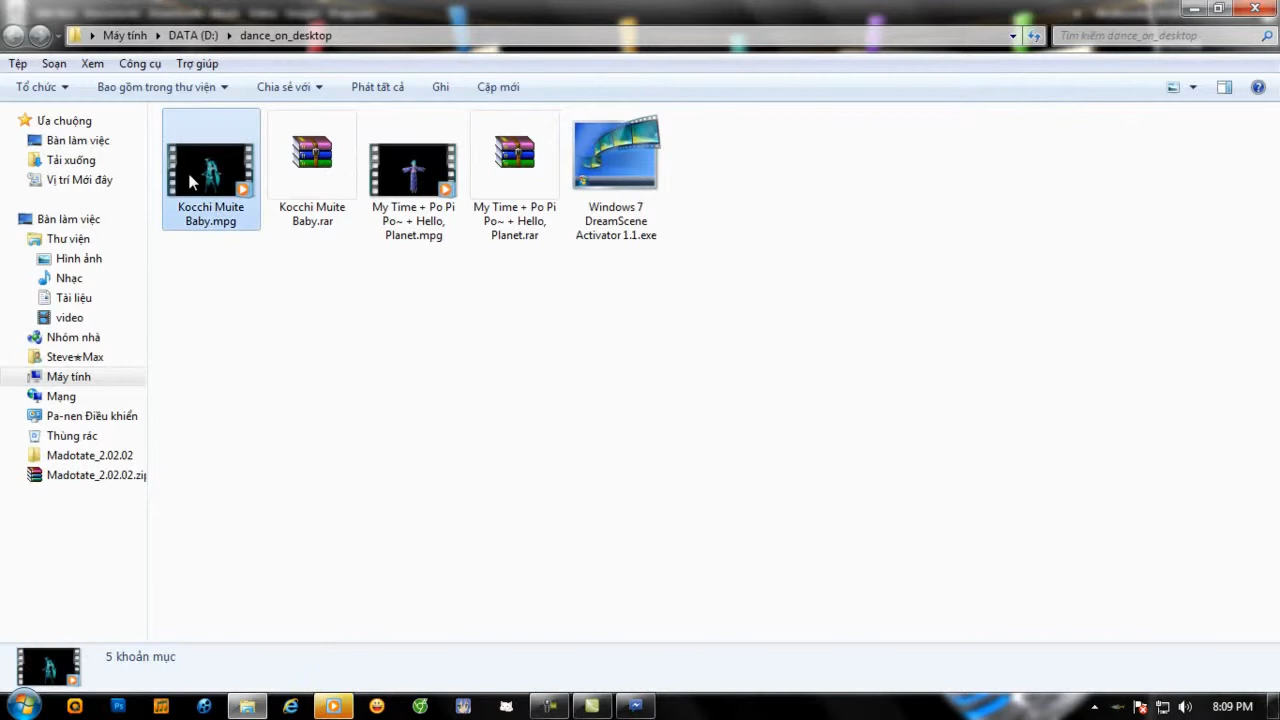 Máy tính DATA (D:) dance_on_desktop
Tìm kiếm dance_on_desktop
Tệp Soạn Xem Công cụ Trợ giúp
Tổ chức Bao gồm trong thư viện Chia sẻ với Phát tất cả Ghi Cặp mới
Ưa chuộng
Bàn làm việc
Tải xuống
Vị trí Mới đây
Bàn làm việc
Thư viện
Hình ảnh
Nhạc
Tài liệu
video
Nhóm nhà
Steve★Max
Máy tính
Mạng
Pa-nen Điều khiển
Thùng rác
Madotate_2.02.02
Madotate_2.02.02.zip
Kocchi Muite
Baby.mpg
Kocchi Muite
Baby.rar
My Time + Po Pi
Po~ + Hello,
Planet.mpg
My Time + Po Pi
Po~ + Hello,
Planet.rar
Windows 7
DreamScene
Activator 1.1.exe
5 khoản mục
8:09 PM